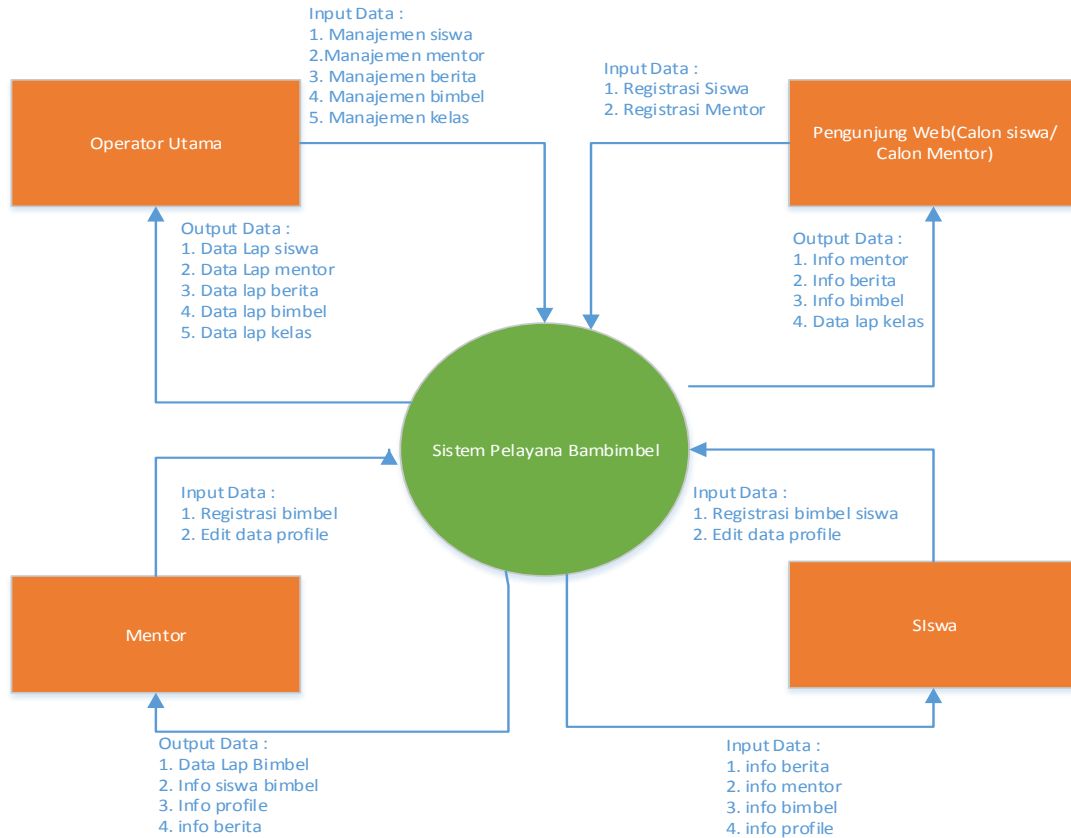 Input Data :
1. Manajemen siswa
2.Manajemen mentor
3. Manajemen berita
4. Manajemen bimbel
5. Manajemen kelas
Operator Utama
Input Data :
1. Registrasi Siswa
2. Registrasi Mentor
Pengunjung Web(Calon siswa/
Calon Mentor)
Output Data :
1. Data Lap siswa
2. Data Lap mentor
3. Data lap berita
4. Data lap bimbel
5. Data lap kelas
Output Data :
1. Info mentor
2. Info berita
3. Info bimbel
4. Data lap kelas
Sistem Pelayana Bambimbel
Input Data :
1. Registrasi bimbel
2. Edit data profile
Input Data :
1. Registrasi bimbel siswa
2. Edit data profile
Mentor
SIswa
Output Data :
1. Data Lap Bimbel
2. Info siswa bimbel
3. Info profile
4. info berita
Input Data :
1. info berita
2. info mentor
3. info bimbel
4. info profile